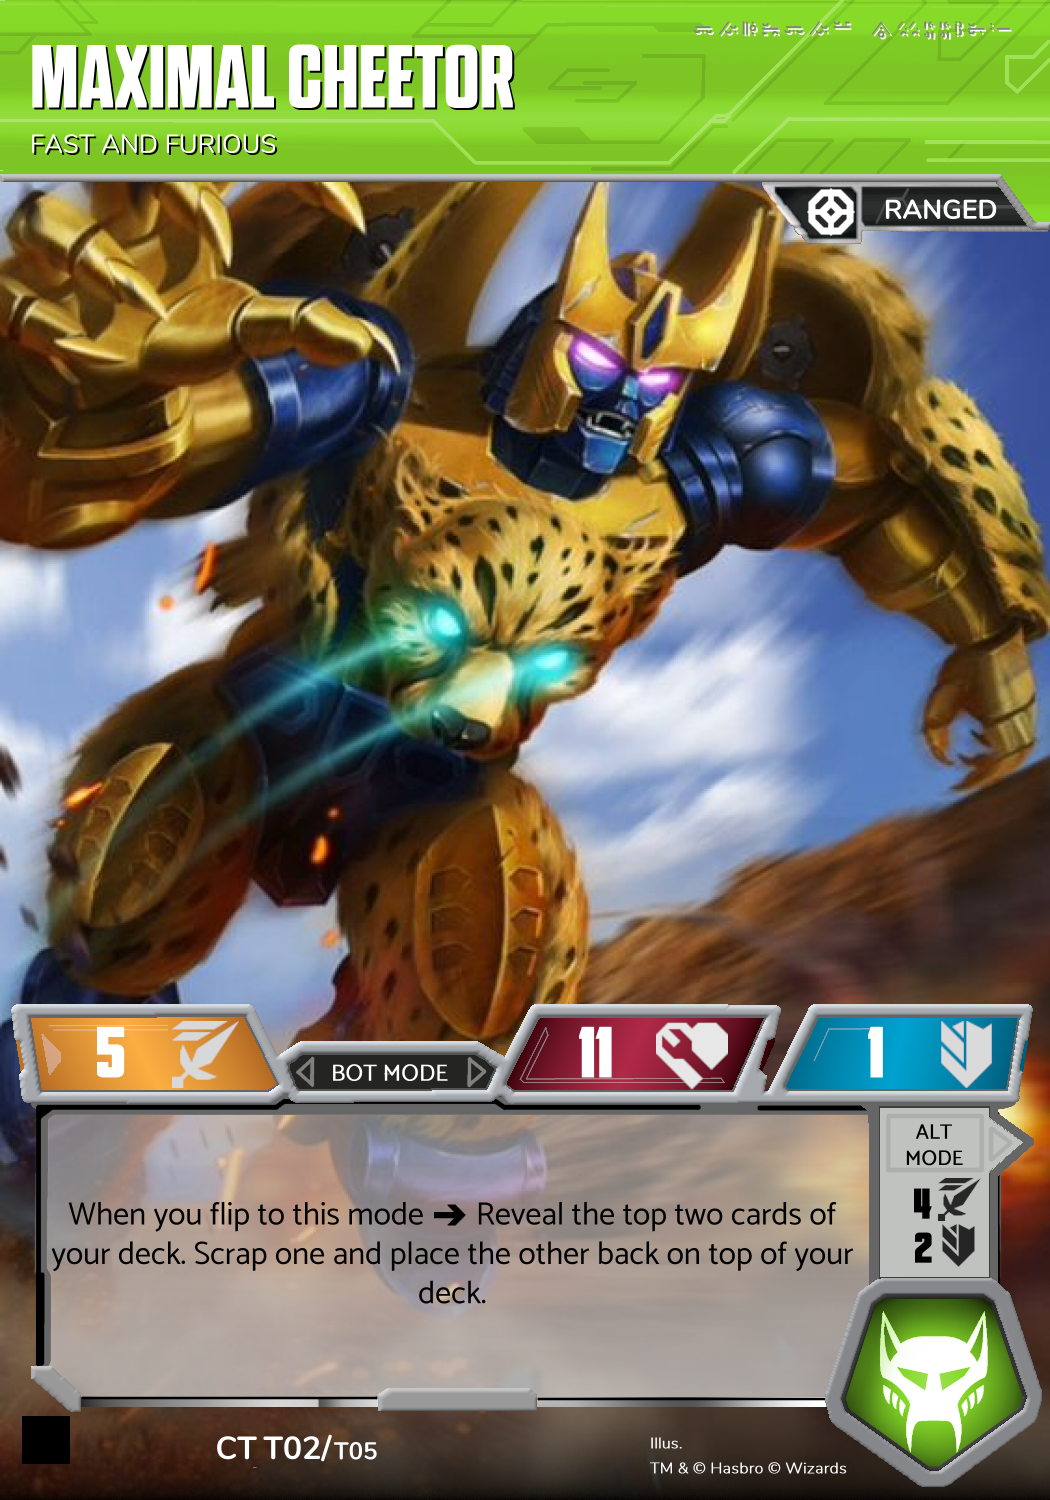 MAXIMAL CHEETOR
FAST AND FURIOUS
RANGED
5
BOT MODE
11
1
ALT
MODE
4
2
When you flip to this mode ➔ Reveal the top two cards of
your deck. Scrap one and place the other back on top of your
deck.
CT T02/T05
Illus.
TM & © Hasbro © Wizards